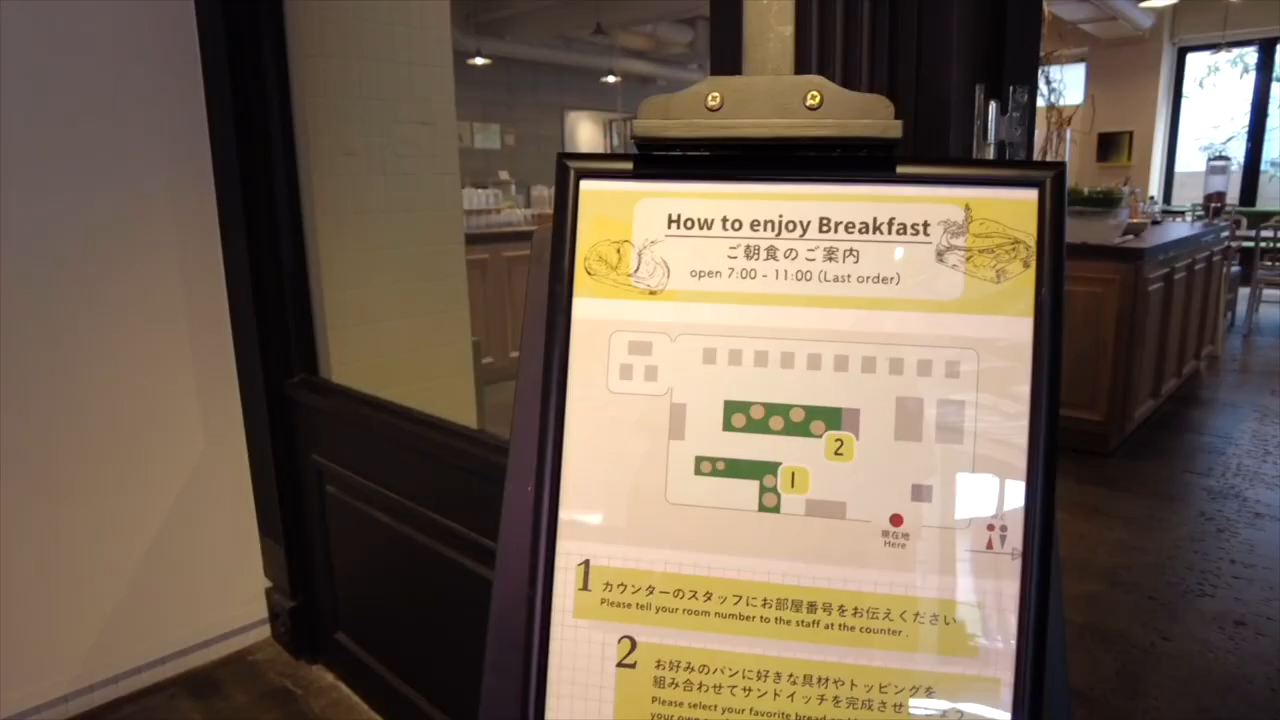 How to enjoy Breakfast
ご朝食のご案内
open 7:00 - 11:00 (Last order)
2
1
現在地
Here
1 カウンターのスタッフにお部屋番号をお伝えください
Please tell your room number to the staff at the counter .
2 お好みのパンに好きな具材やトッピングを
組み合わせてサンドイッチを完成させ
Please select your favorite bread
your own